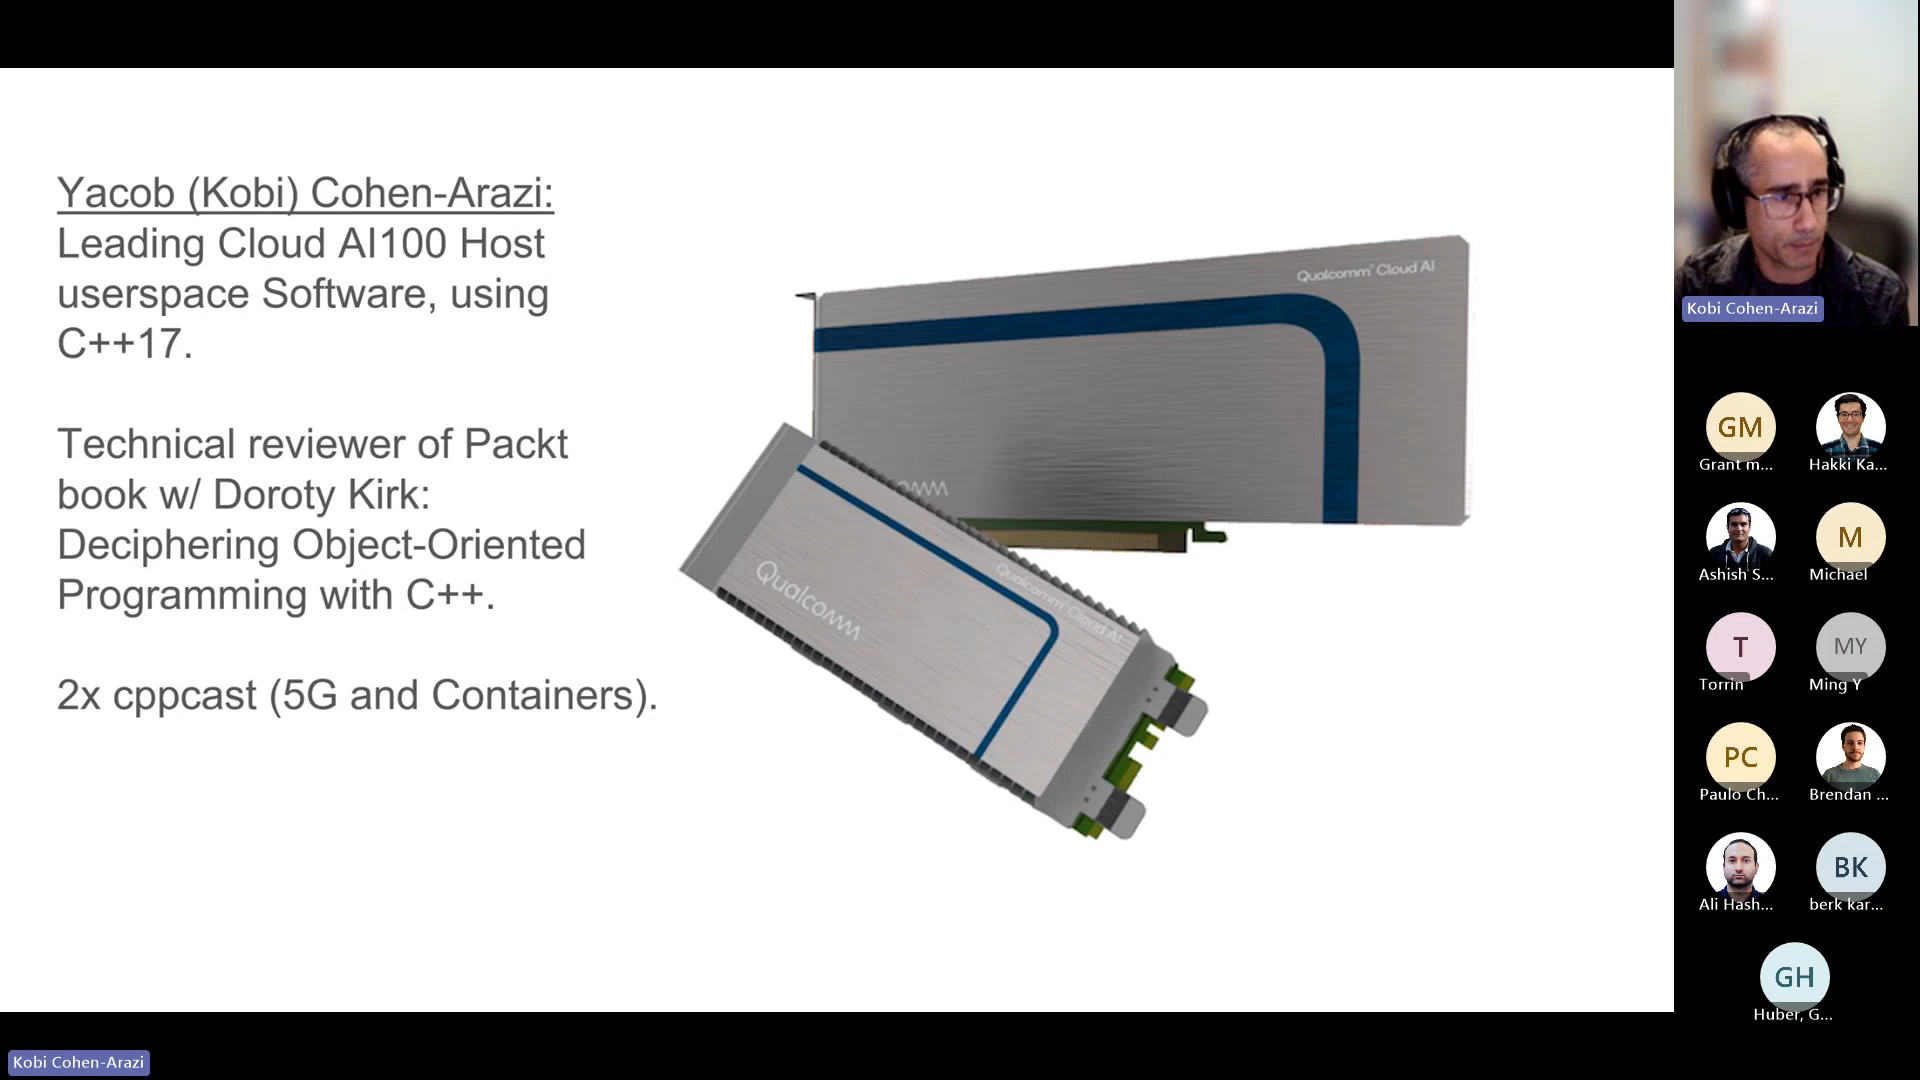 Yacob (Kobi) Cohen-Arazi:
Leading Cloud AI100 Host
userspace Software, using
C++17.
Technical reviewer of Packt
book w/ Doroty Kirk:
Deciphering Object-Oriented
Programming with C++.
2x cppcast (5G and Containers).
Qualcomm Cloud AI
Qualcomm
Qualcomm Cloud AI
Kobi Cohen-Arazi
GM
Grant m...
Hakki Ka...
Ashish S...
M
Michael
T
Torrin
MY
Ming Y
PC
Paulo Ch...
Brendan ...
Ali Hash...
BK
berk kar...
GH
Huber, G...
Kobi Cohen-Arazi